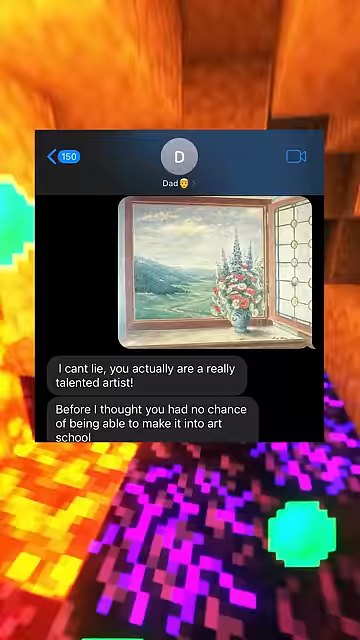 150
D
Dad
I cant lie, you actually are a really
talented artist!
Before I thought you had no chance
of being able to make it into art
school